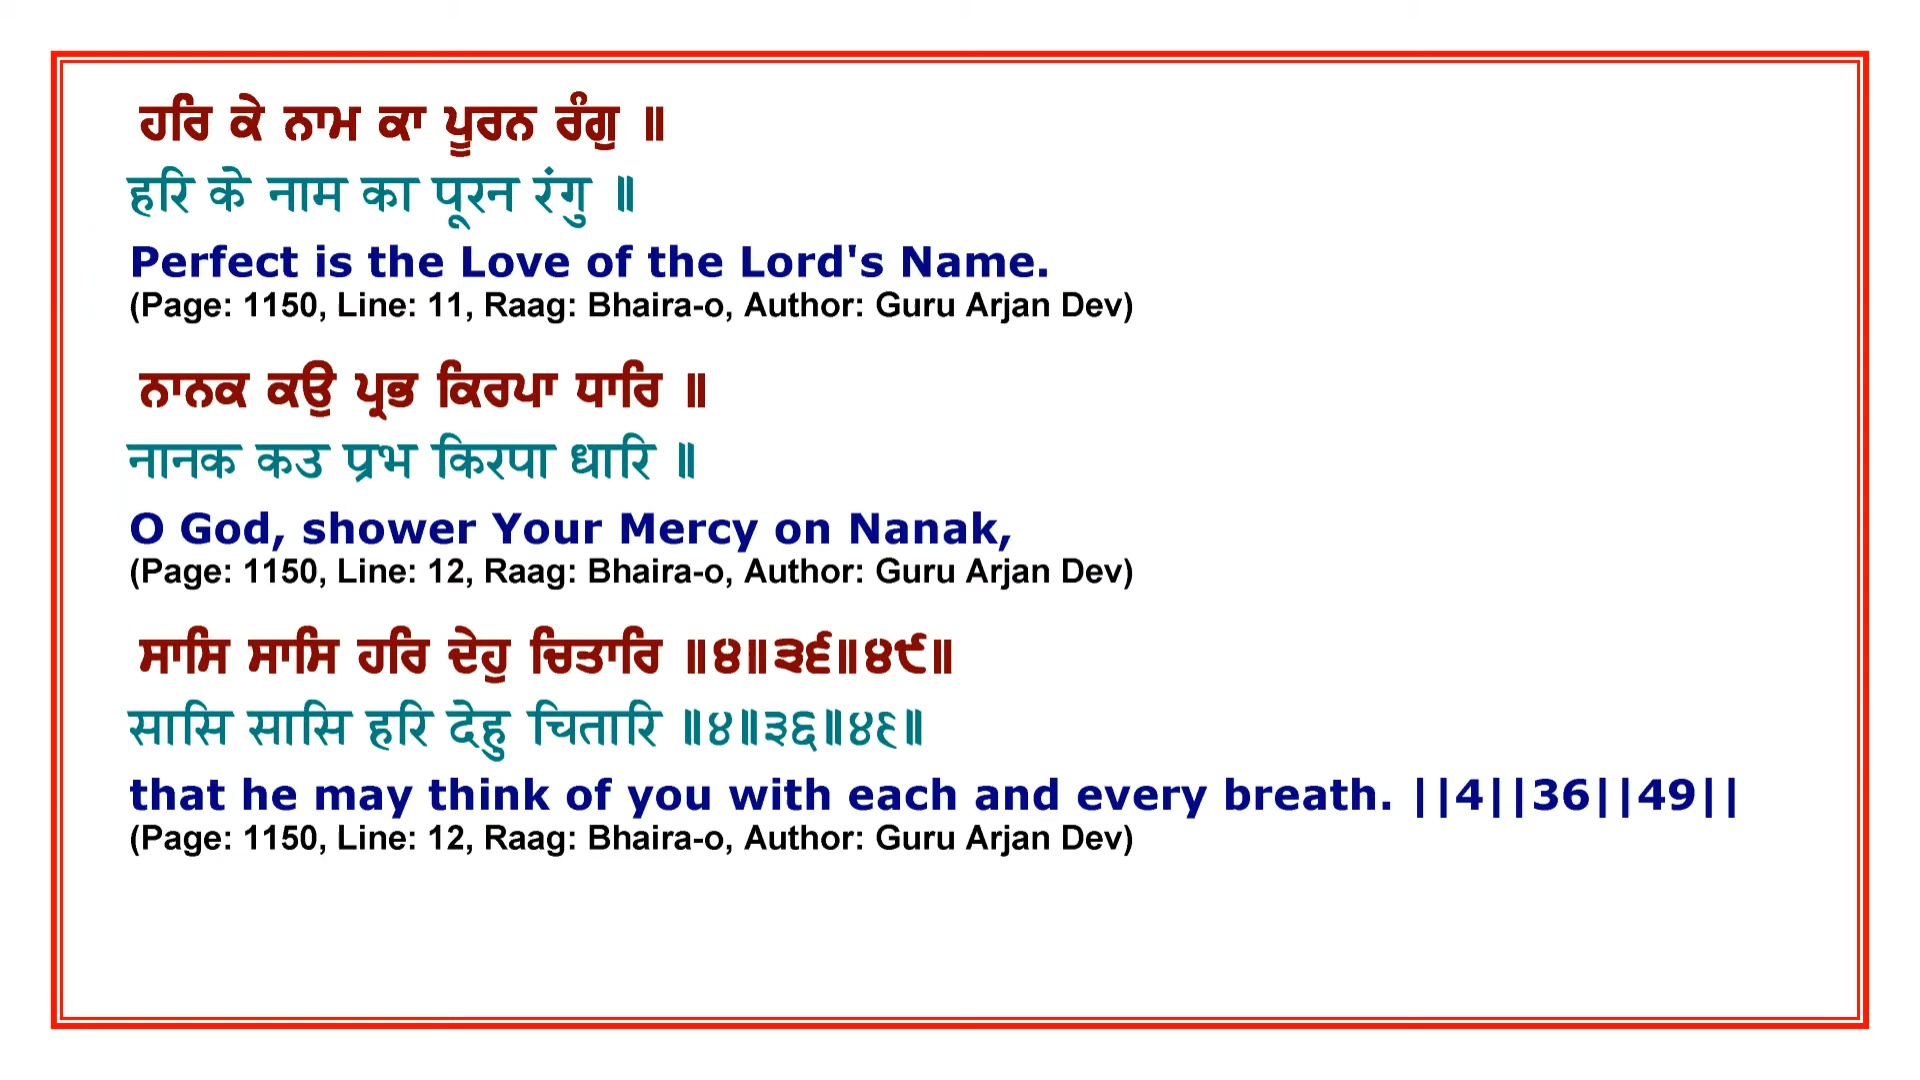 ਹਰਿ ਕੇ ਨਾਮ ਕਾ ਪੂਰਨ ਰੰਗੁ ॥
हरि के नाम का पूरन रंगु ॥
Perfect is the Love of the Lord's Name.
(Page: 1150, Line: 11, Raag: Bhaira-o, Author: Guru Arjan Dev)
ਨਾਨਕ ਕਉ ਪ੍ਰਭ ਕਿਰਪਾ ਧਾਰਿ ॥
नानक कउ प्रभ किरपा धारि ॥
O God, shower Your Mercy on Nanak,
(Page: 1150, Line: 12, Raag: Bhaira-o, Author: Guru Arjan Dev)
ਸਾਸਿ ਸਾਸਿ ਹਰਿ ਦੇਹੁ ਚਿਤਾਰਿ ॥੪॥੩੬॥੪੯॥
सासि सासि हरि देहु चितारि ॥४॥३६॥४९॥
that he may think of you with each and every breath. ||4||36||49||
(Page: 1150, Line: 12, Raag: Bhaira-o, Author: Guru Arjan Dev)